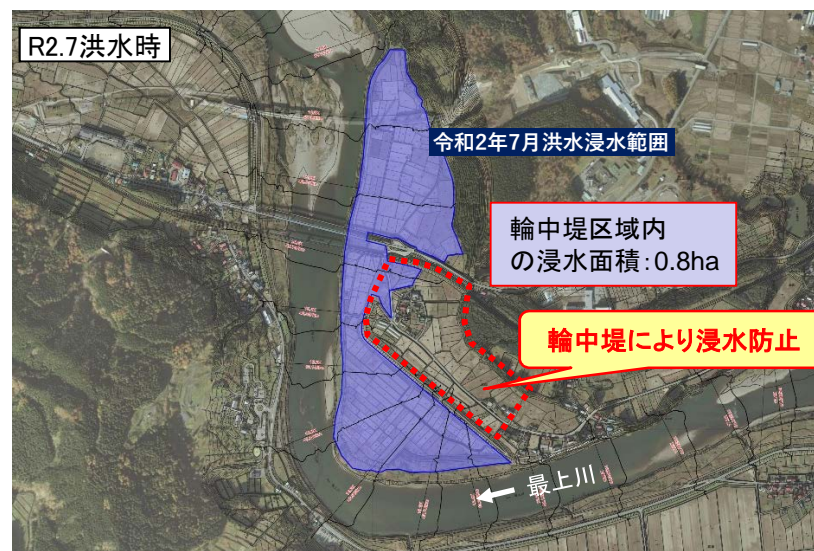 R2.7洪水時
令和2年7月洪水浸水範囲
輪中堤区域内
の浸水面積:0.8ha
輪中堤により浸水防止
最上川